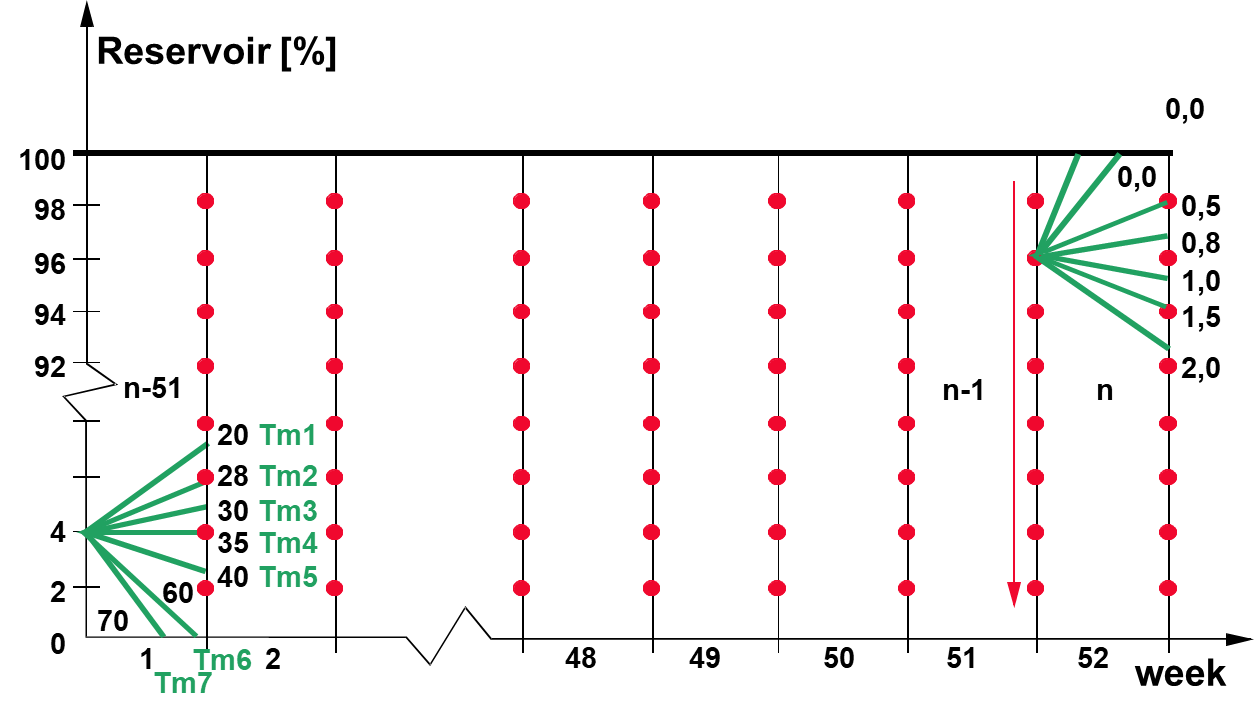 Reservoir [%]
0,0
100
0,0
98
0,5
0,8
96
1,0
94
1,5
92
2,0
n-51
n-1
n
20 Tm1
28 Tm2
30 Tm3
4
35 Tm4
40 Tm5
2
60
70
0
1
Tm6
2
48
49
50
51
52
Tm7
week